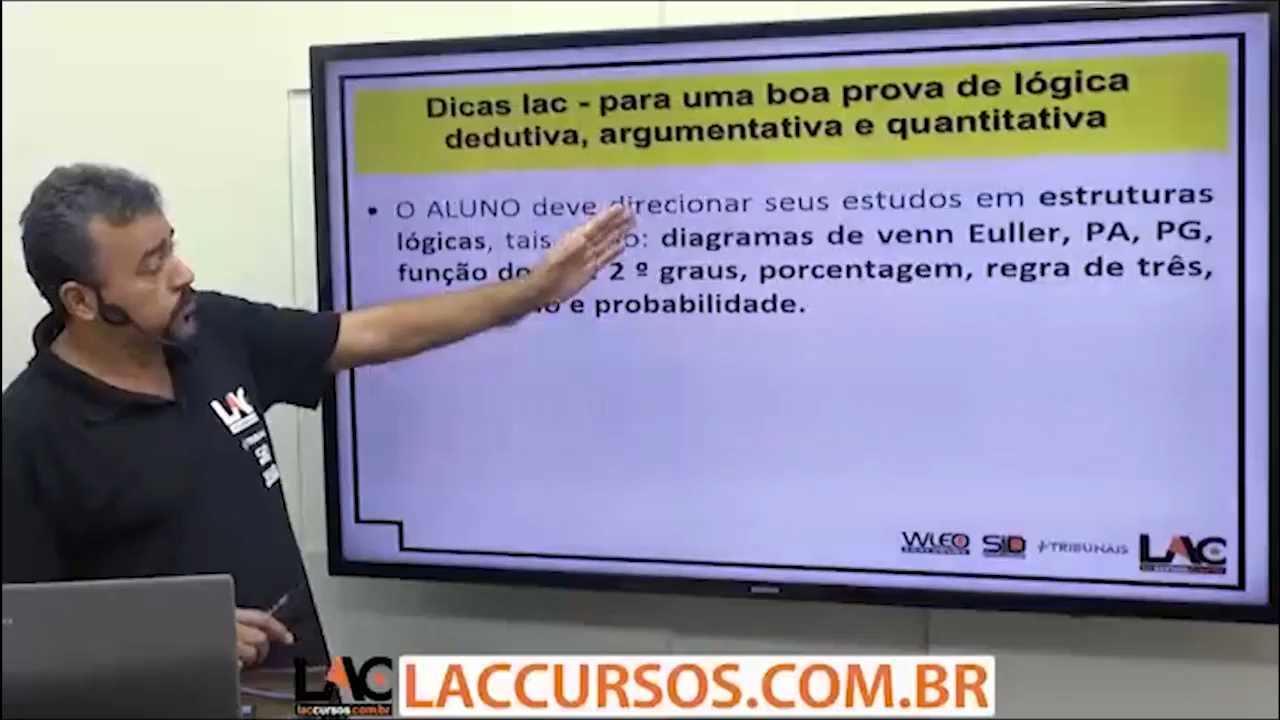 Dicas lac - para uma boa prova de lógica
dedutiva, argumentativa e quantitativa
• O ALUNO deve direcionar seus estudos em estruturas
lógicas, tais : diagramas de venn Euller, PA, PG,
função 2 º graus, porcentagem, regra de três,
e probabilidade.
WLEO SID +TRIBUNAIS LAC
LAC
LAC
laccursos.com.br
LACCURSOS.COM.BR